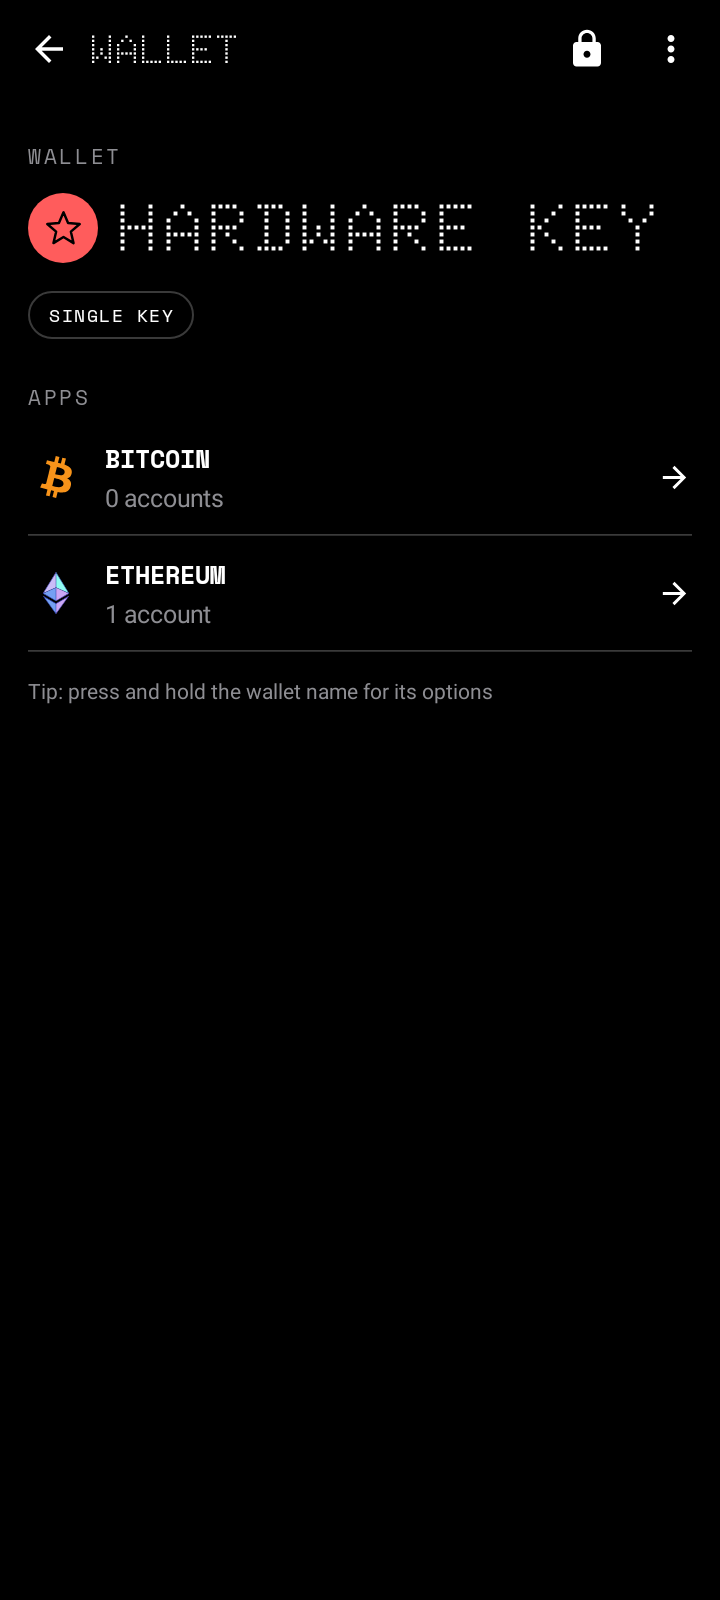 WALLET
WALLET
HARDWARE KEY
SINGLE KEY
APPS
BITCOIN
0 accounts
ETHEREUM
1 account
Tip: press and hold the wallet name for its options